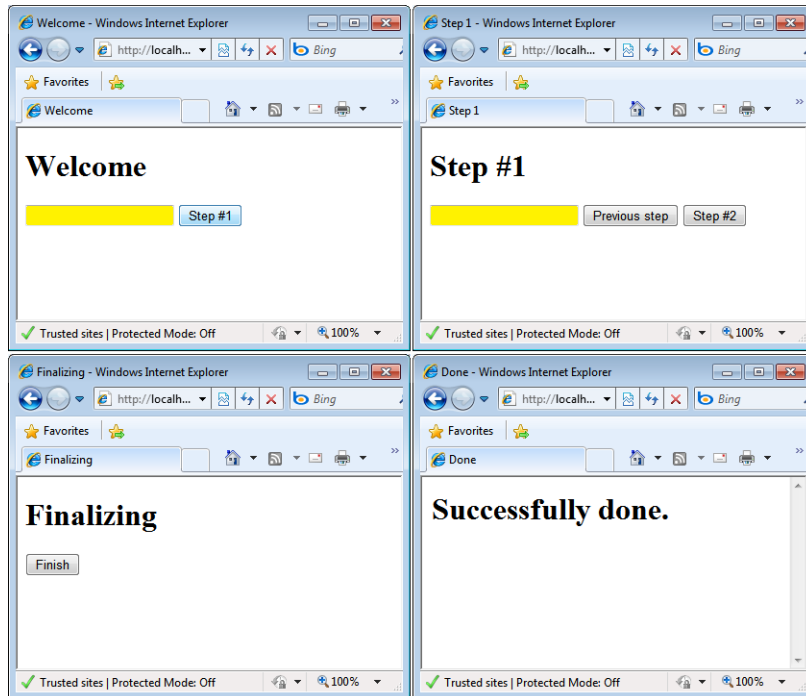 Welcome - Windows Internet Explorer
http://localh...
Bing
Favorites
Welcome
Welcome
Step #1
Trusted sites | Protected Mode: Off
100%
Step 1 - Windows Internet Explorer
http://localh...
Bing
Favorites
Step 1
Step #1
Previous step
Step #2
Trusted sites | Protected Mode: Off
100%
Finalizing - Windows Internet Explorer
http://localh...
Bing
Favorites
Finalizing
Finalizing
Finish
Trusted sites | Protected Mode: Off
100%
Done - Windows Internet Explorer
http://localh...
Bing
Favorites
Done
Successfully done.
Trusted sites | Protected Mode: Off
100%